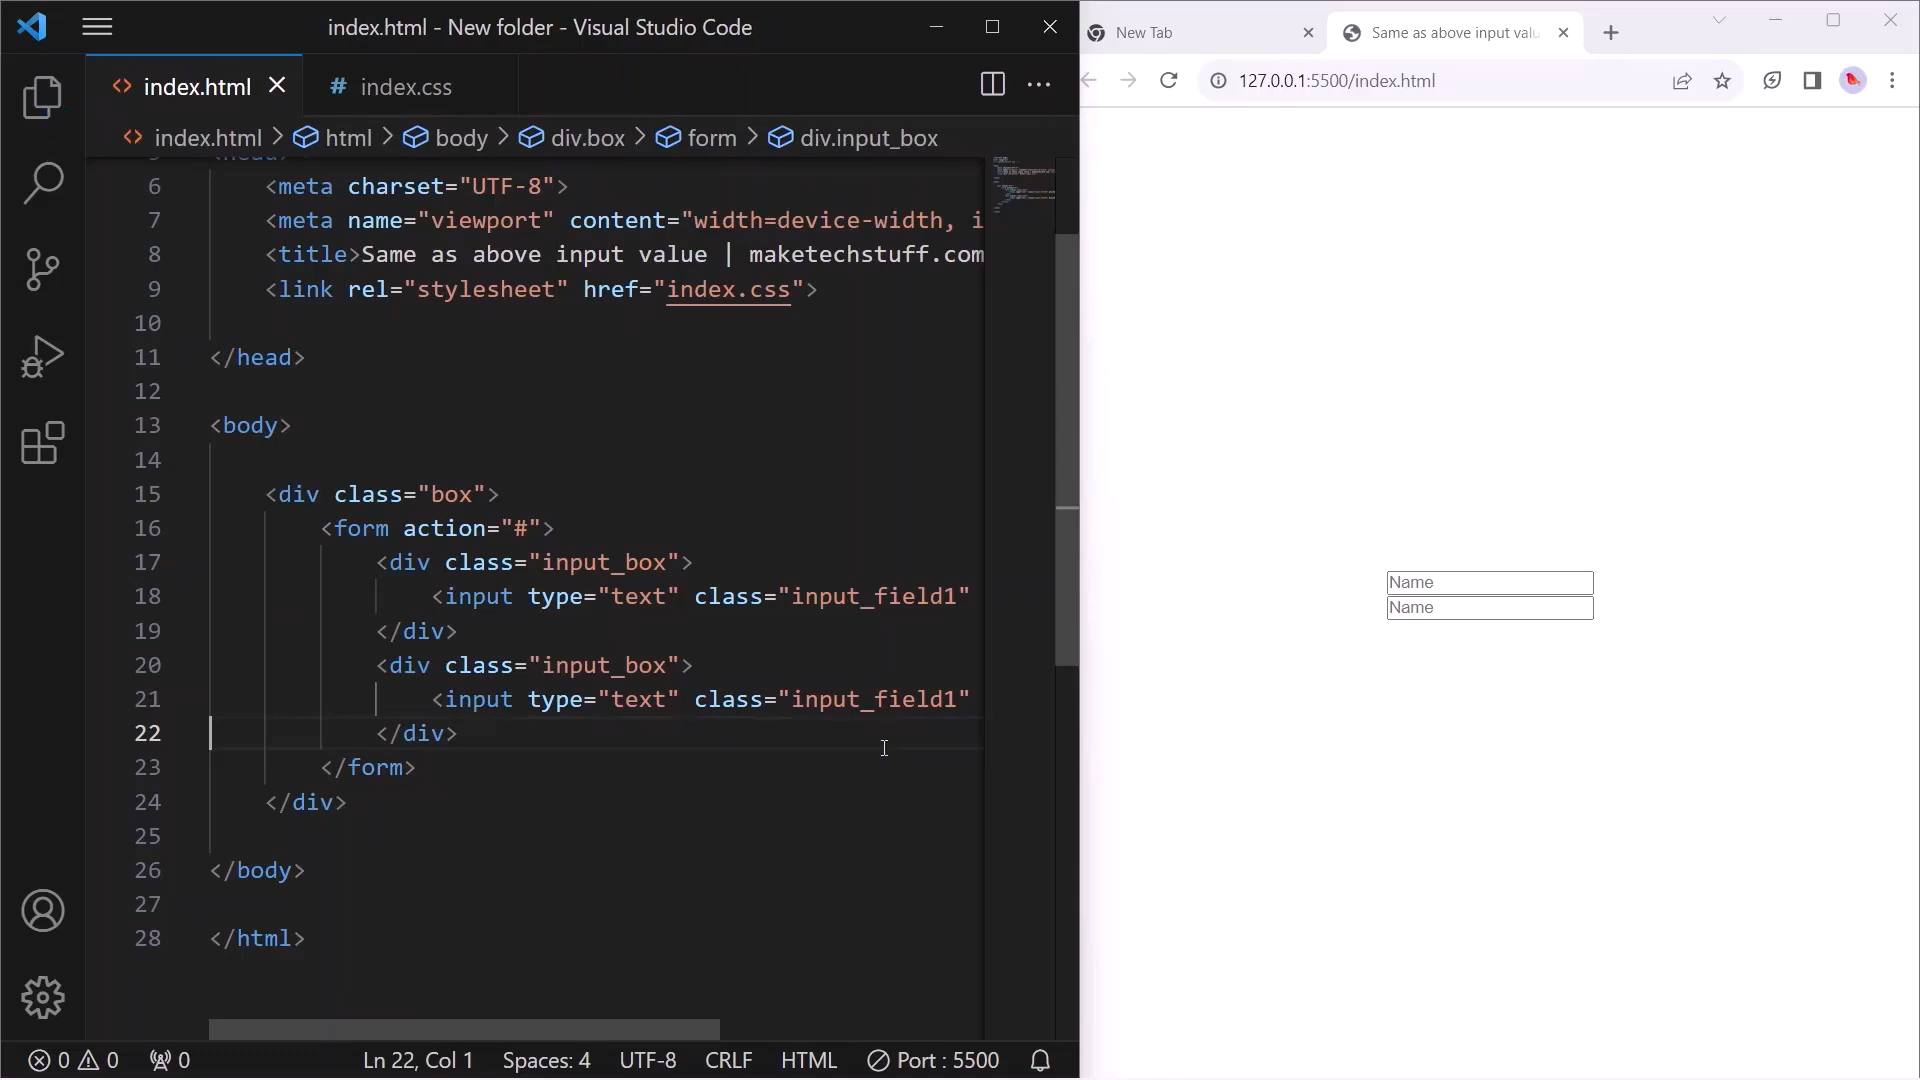 index.html - New folder - Visual Studio Code
index.html
# index.css
index.html > html > body > div.box > form > div.input_box
6 <meta charset="UTF-8">
7 <meta name="viewport" content="width=device-width, i
8 <title>Same as above input value | maketechstuff.com
9 <link rel="stylesheet" href="index.css">
10
11 </head>
12
13 <body>
14
15 <div class="box">
16 <form action="#">
17 <div class="input_box">
18 <input type="text" class="input_field1"
19 </div>
20 <div class="input_box">
21 <input type="text" class="input_field1"
22 </div>
23 </form>
24 </div>
25
26 </body>
27
28 </html>
0 0 0 Ln 22, Col 1 Spaces: 4 UTF-8 CRLF HTML Port : 5500
New Tab
Same as above input valu
127.0.0.1:5500/index.html
Name
Name